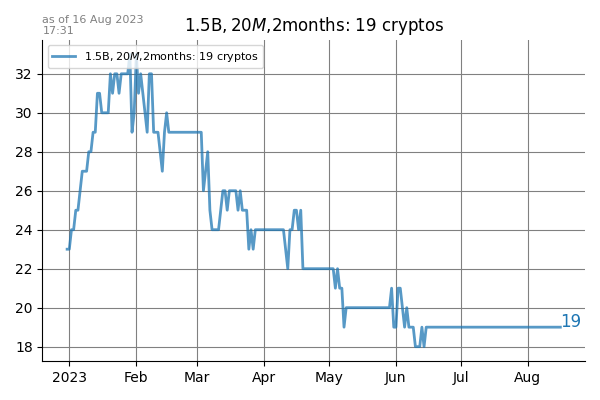 as of 16 Aug 2023
17:31
1.5B, 20M,2months: 19 cryptos
1.5B, 20M,2months: 19 cryptos
32
30
28
26
24
22
20
18
19
2023 Feb Mar Apr May Jun Jul Aug